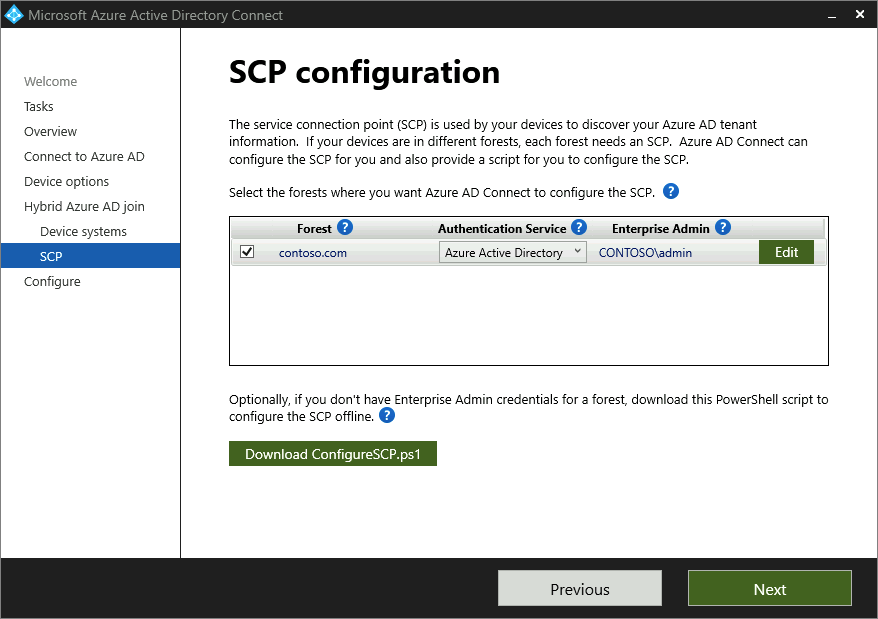 Microsoft Azure Active Directory Connect
Welcome
Tasks
Overview
Connect to Azure AD
Device options
Hybrid Azure AD join
Device systems
SCP
Configure
SCP configuration
The service connection point (SCP) is used by your devices to discover your Azure AD tenant
information. If your devices are in different forests, each forest needs an SCP. Azure AD Connect can
configure the SCP for you and also provide a script for you to configure the SCP.
Select the forests where you want Azure AD Connect to configure the SCP. ?
Forest ? Authentication Service ? Enterprise Admin ?
contoso.com Azure Active Directory CONTOSO\admin Edit
Optionally, if you don't have Enterprise Admin credentials for a forest, download this PowerShell script to
configure the SCP offline. ?
Download ConfigureSCP.ps1
Previous Next